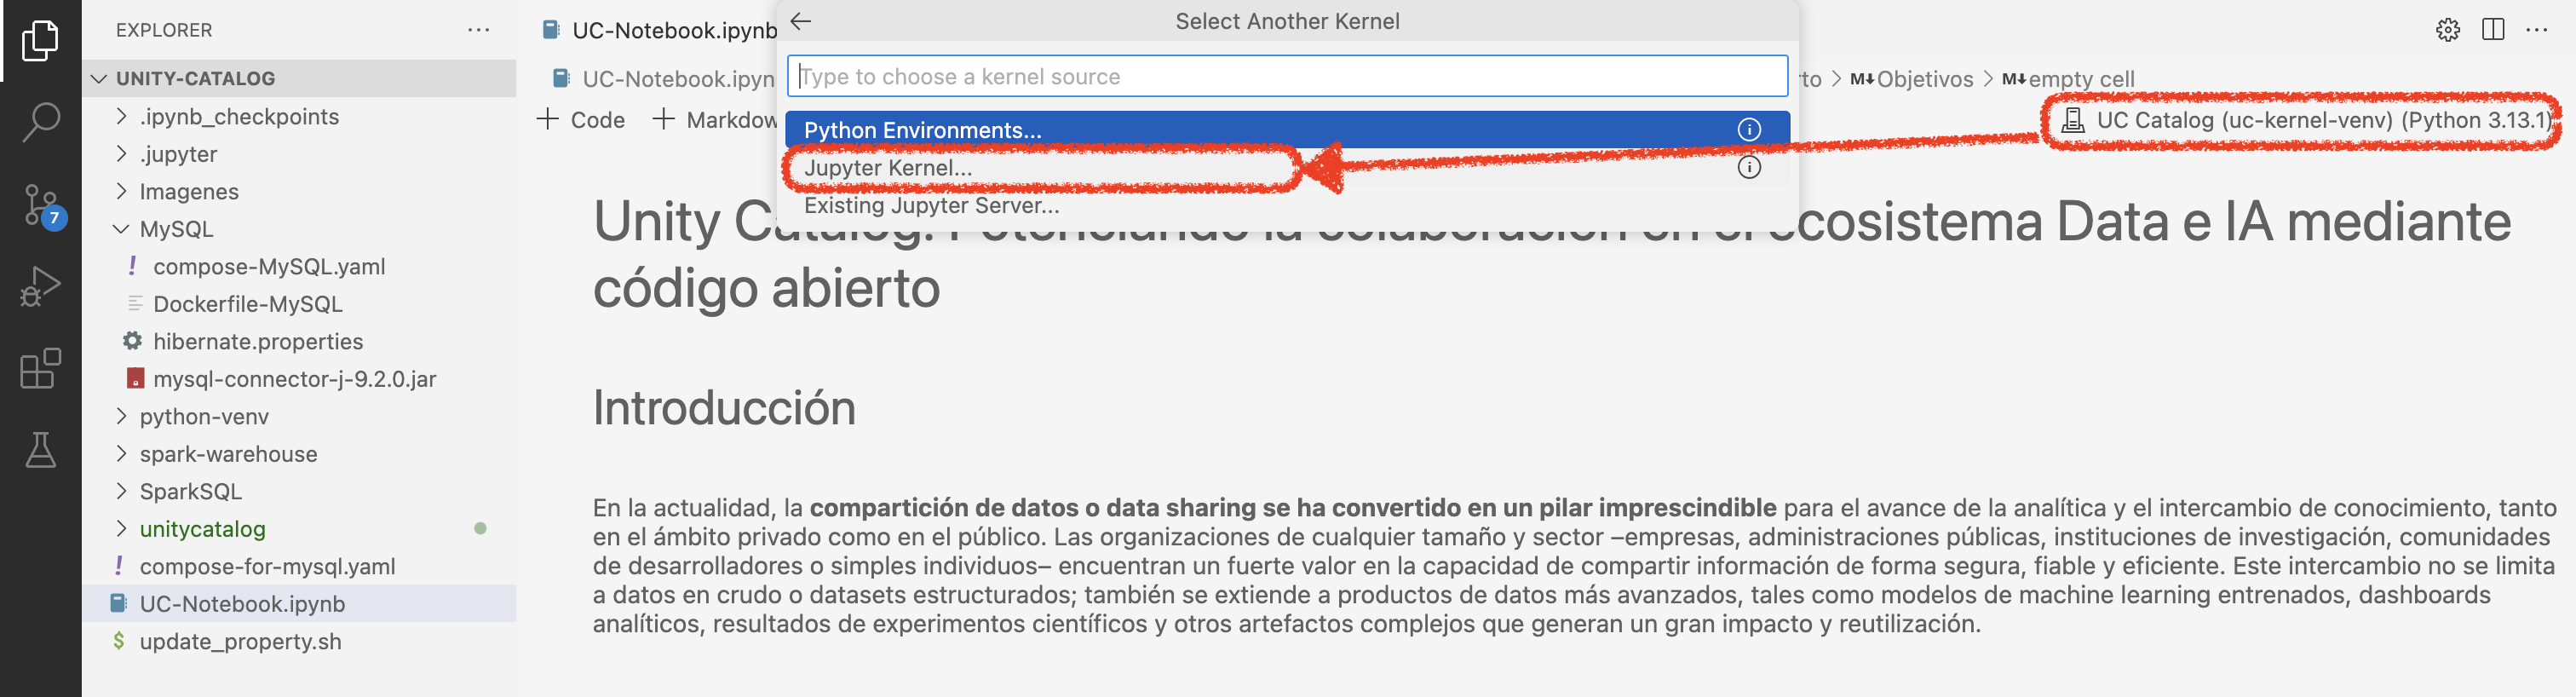 EXPLORER
UNITY-CATALOG
.ipynb_checkpoints
.jupyter
Imagenes
7
MySQL
compose-MySQL.yaml
Dockerfile-MySQL
hibernate.properties
mysql-connector-j-9.2.0.jar
python-venv
spark-warehouse
SparkSQL
unitycatalog
compose-for-mysql.yaml
UC-Notebook.ipynb
$ update_property.sh
UC-Notebook.ipynb
Select Another Kernel
Type to choose a kernel source
Python Environments...
Jupyter Kernel...
Existing Jupyter Server...
UC-Notebook.ipyn
rto > M↓Objetivos > M↓empty cell
+ Code + Markdow
UC Catalog (uc-kernel-venv) (Python 3.13.1)
Unity Catalog: Potenciando la colaboración en el ecosistema Data e IA mediante
código abierto
Introducción
En la actualidad, la compartición de datos o data sharing se ha convertido en un pilar imprescindible para el avance de la analítica y el intercambio de conocimiento, tanto
en el ámbito privado como en el público. Las organizaciones de cualquier tamaño y sector –empresas, administraciones públicas, instituciones de investigación, comunidades
de desarrolladores o simples individuos– encuentran un fuerte valor en la capacidad de compartir información de forma segura, fiable y eficiente. Este intercambio no se limita
a datos en crudo o datasets estructurados; también se extiende a productos de datos más avanzados, tales como modelos de machine learning entrenados, dashboards
analíticos, resultados de experimentos científicos y otros artefactos complejos que generan un gran impacto y reutilización.